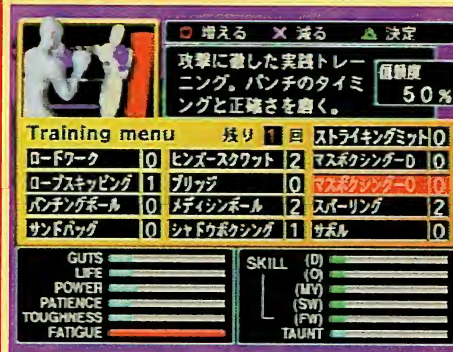 増える × 減る 決定
攻撃に徹した実践トレー
ニング。パンチのタイミ
ングと正確さを磨く。
信頼度
50%
Training menu 残り 1 回
ストライキングミット 0
ロードワーク 0 ヒンズースクワット 2 マスボクシング-D 0
ロープスキッピング 1 ブリッジ 0 マスボクシング-O 0
パンチングボール 0 メディシンボール 2 スパーリング 2
サンドバッグ 0 シャドウボクシング 1 サボル 0
GUTS
LIFE
POWER
PATIENCE
TOUGHNESS
FATIGUE
SKILL (D)
(O)
(MV)
(SW)
(FW)
TAUNT